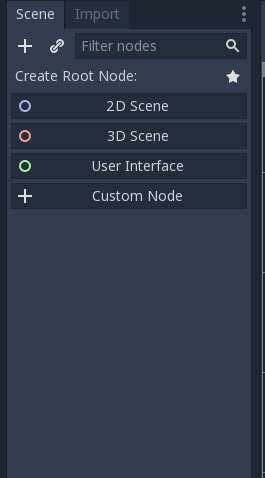 Scene Import
Filter nodes
Create Root Node:
2D Scene
3D Scene
User Interface
Custom Node